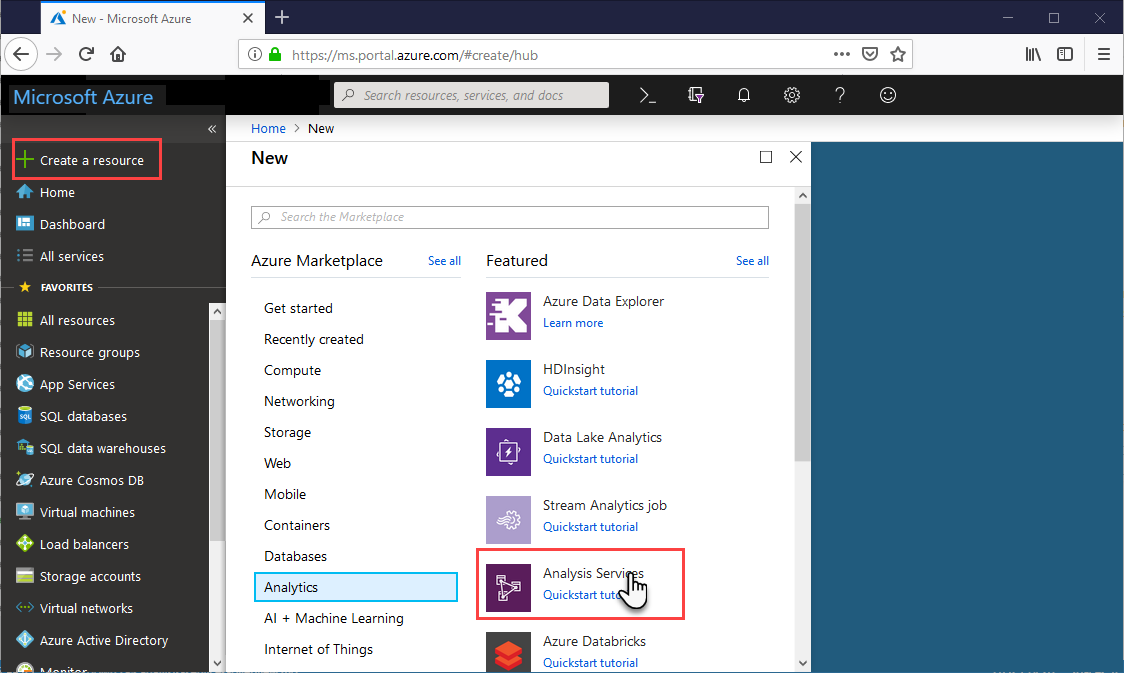 New - Microsoft Azure
https://ms.portal.azure.com/#create/hub
Microsoft Azure
Search resources, services, and docs
Home > New
Create a resource
Home
Dashboard
All services
FAVORITES
All resources
Resource groups
App Services
SQL databases
SQL data warehouses
Azure Cosmos DB
Virtual machines
Load balancers
Storage accounts
Virtual networks
Azure Active Directory
Monitor
New
Search the Marketplace
Azure Marketplace
See all
Get started
Recently created
Compute
Networking
Storage
Web
Mobile
Containers
Databases
Analytics
AI + Machine Learning
Internet of Things
Featured
See all
Azure Data Explorer
Learn more
HDInsight
Quickstart tutorial
Data Lake Analytics
Quickstart tutorial
Stream Analytics job
Quickstart tutorial
Analysis Services
Quickstart tutorial
Azure Databricks
Quickstart tutorial